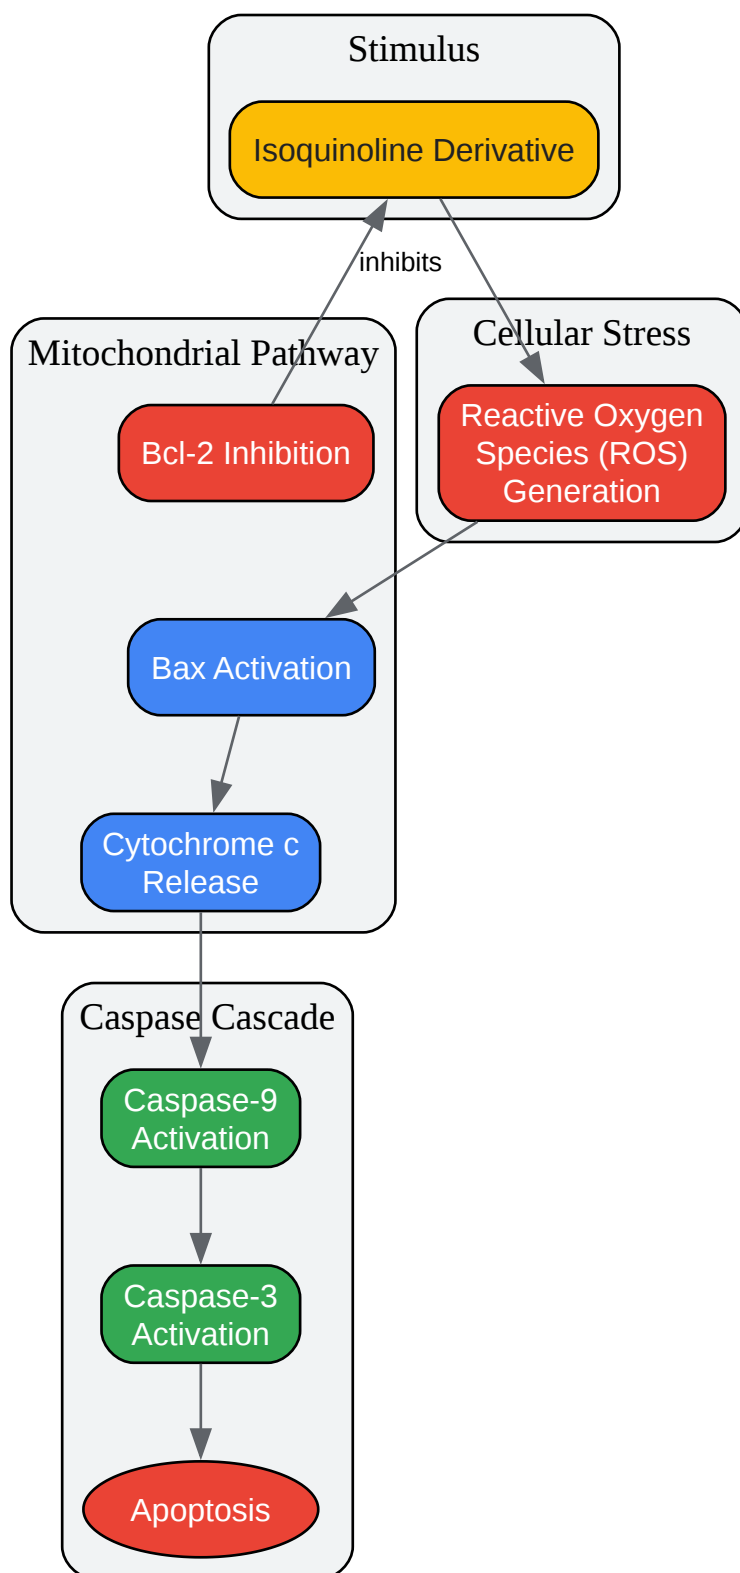 Stimulus
Isoquinoline Derivative
inhibits
Mitochondrial Pathway
Cellular Stress
Bcl-2 Inhibition
Reactive Oxygen
Species (ROS)
Generation
Bax Activation
Cytochrome c
Release
Caspase Cascade
Caspase-9
Activation
Caspase-3
Activation
Apoptosis